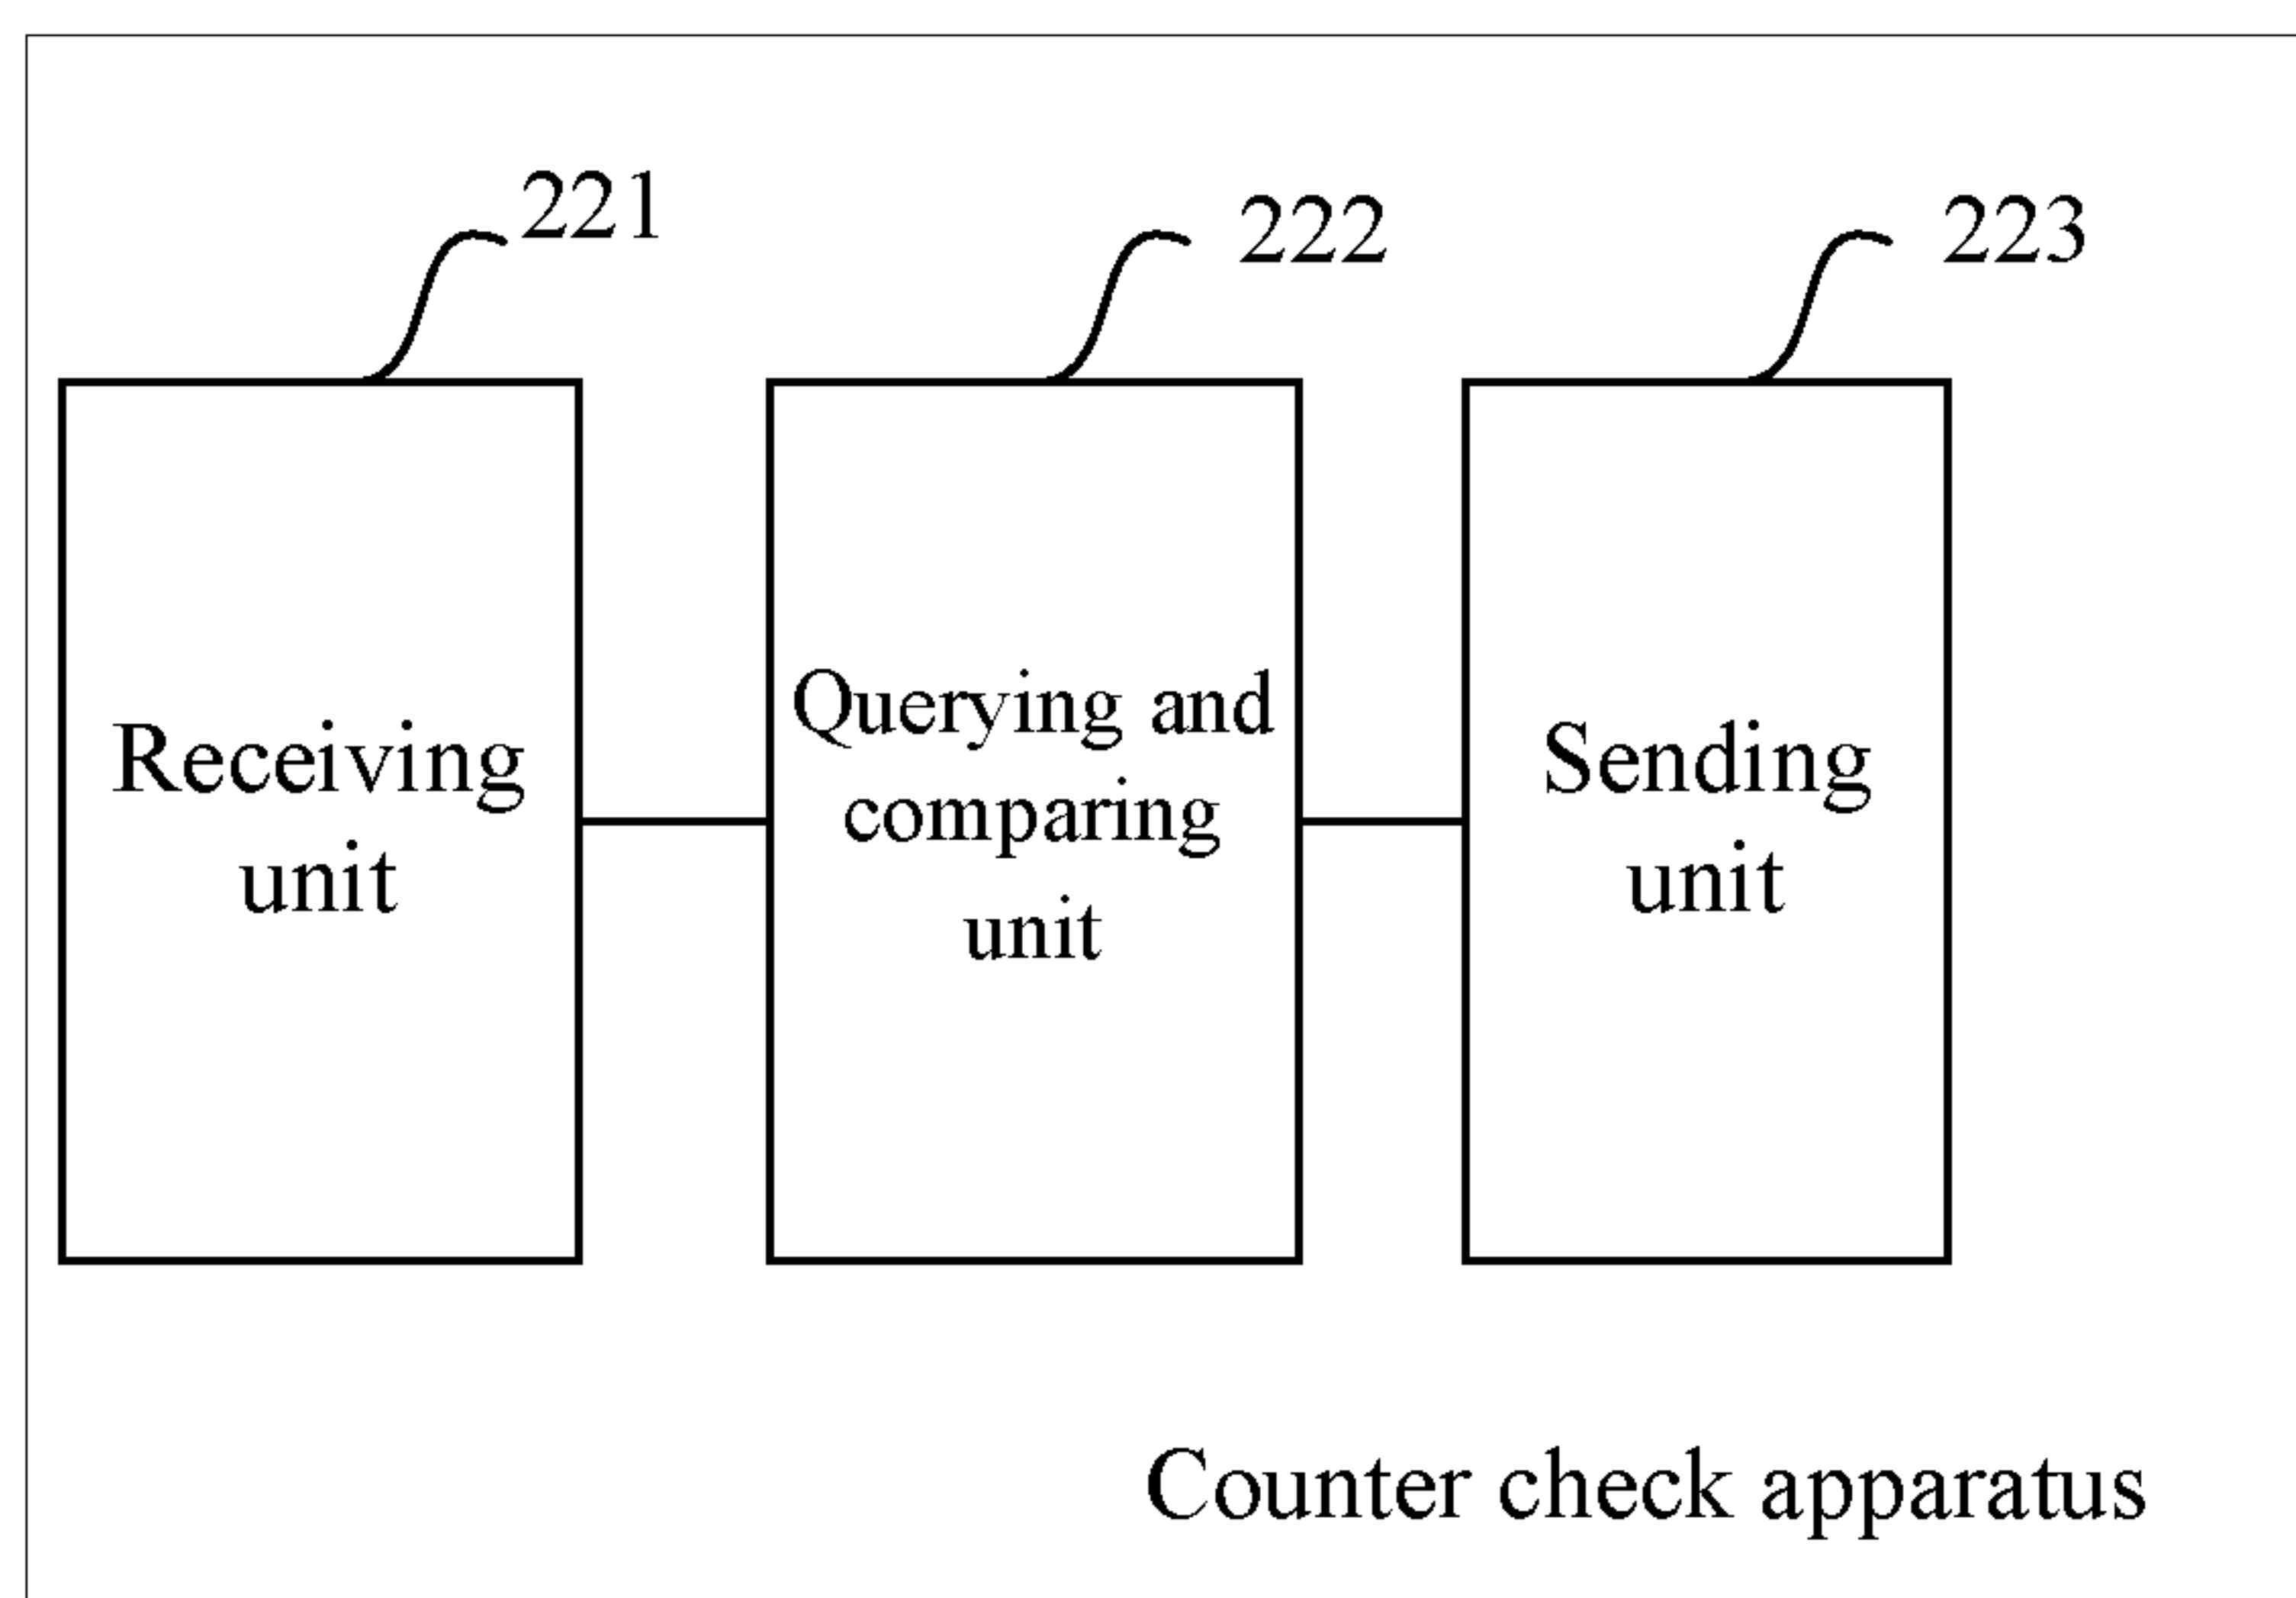 221
222
223
Receiving
unit
Querying and
comparing
unit
Sending
unit
Counter check apparatus